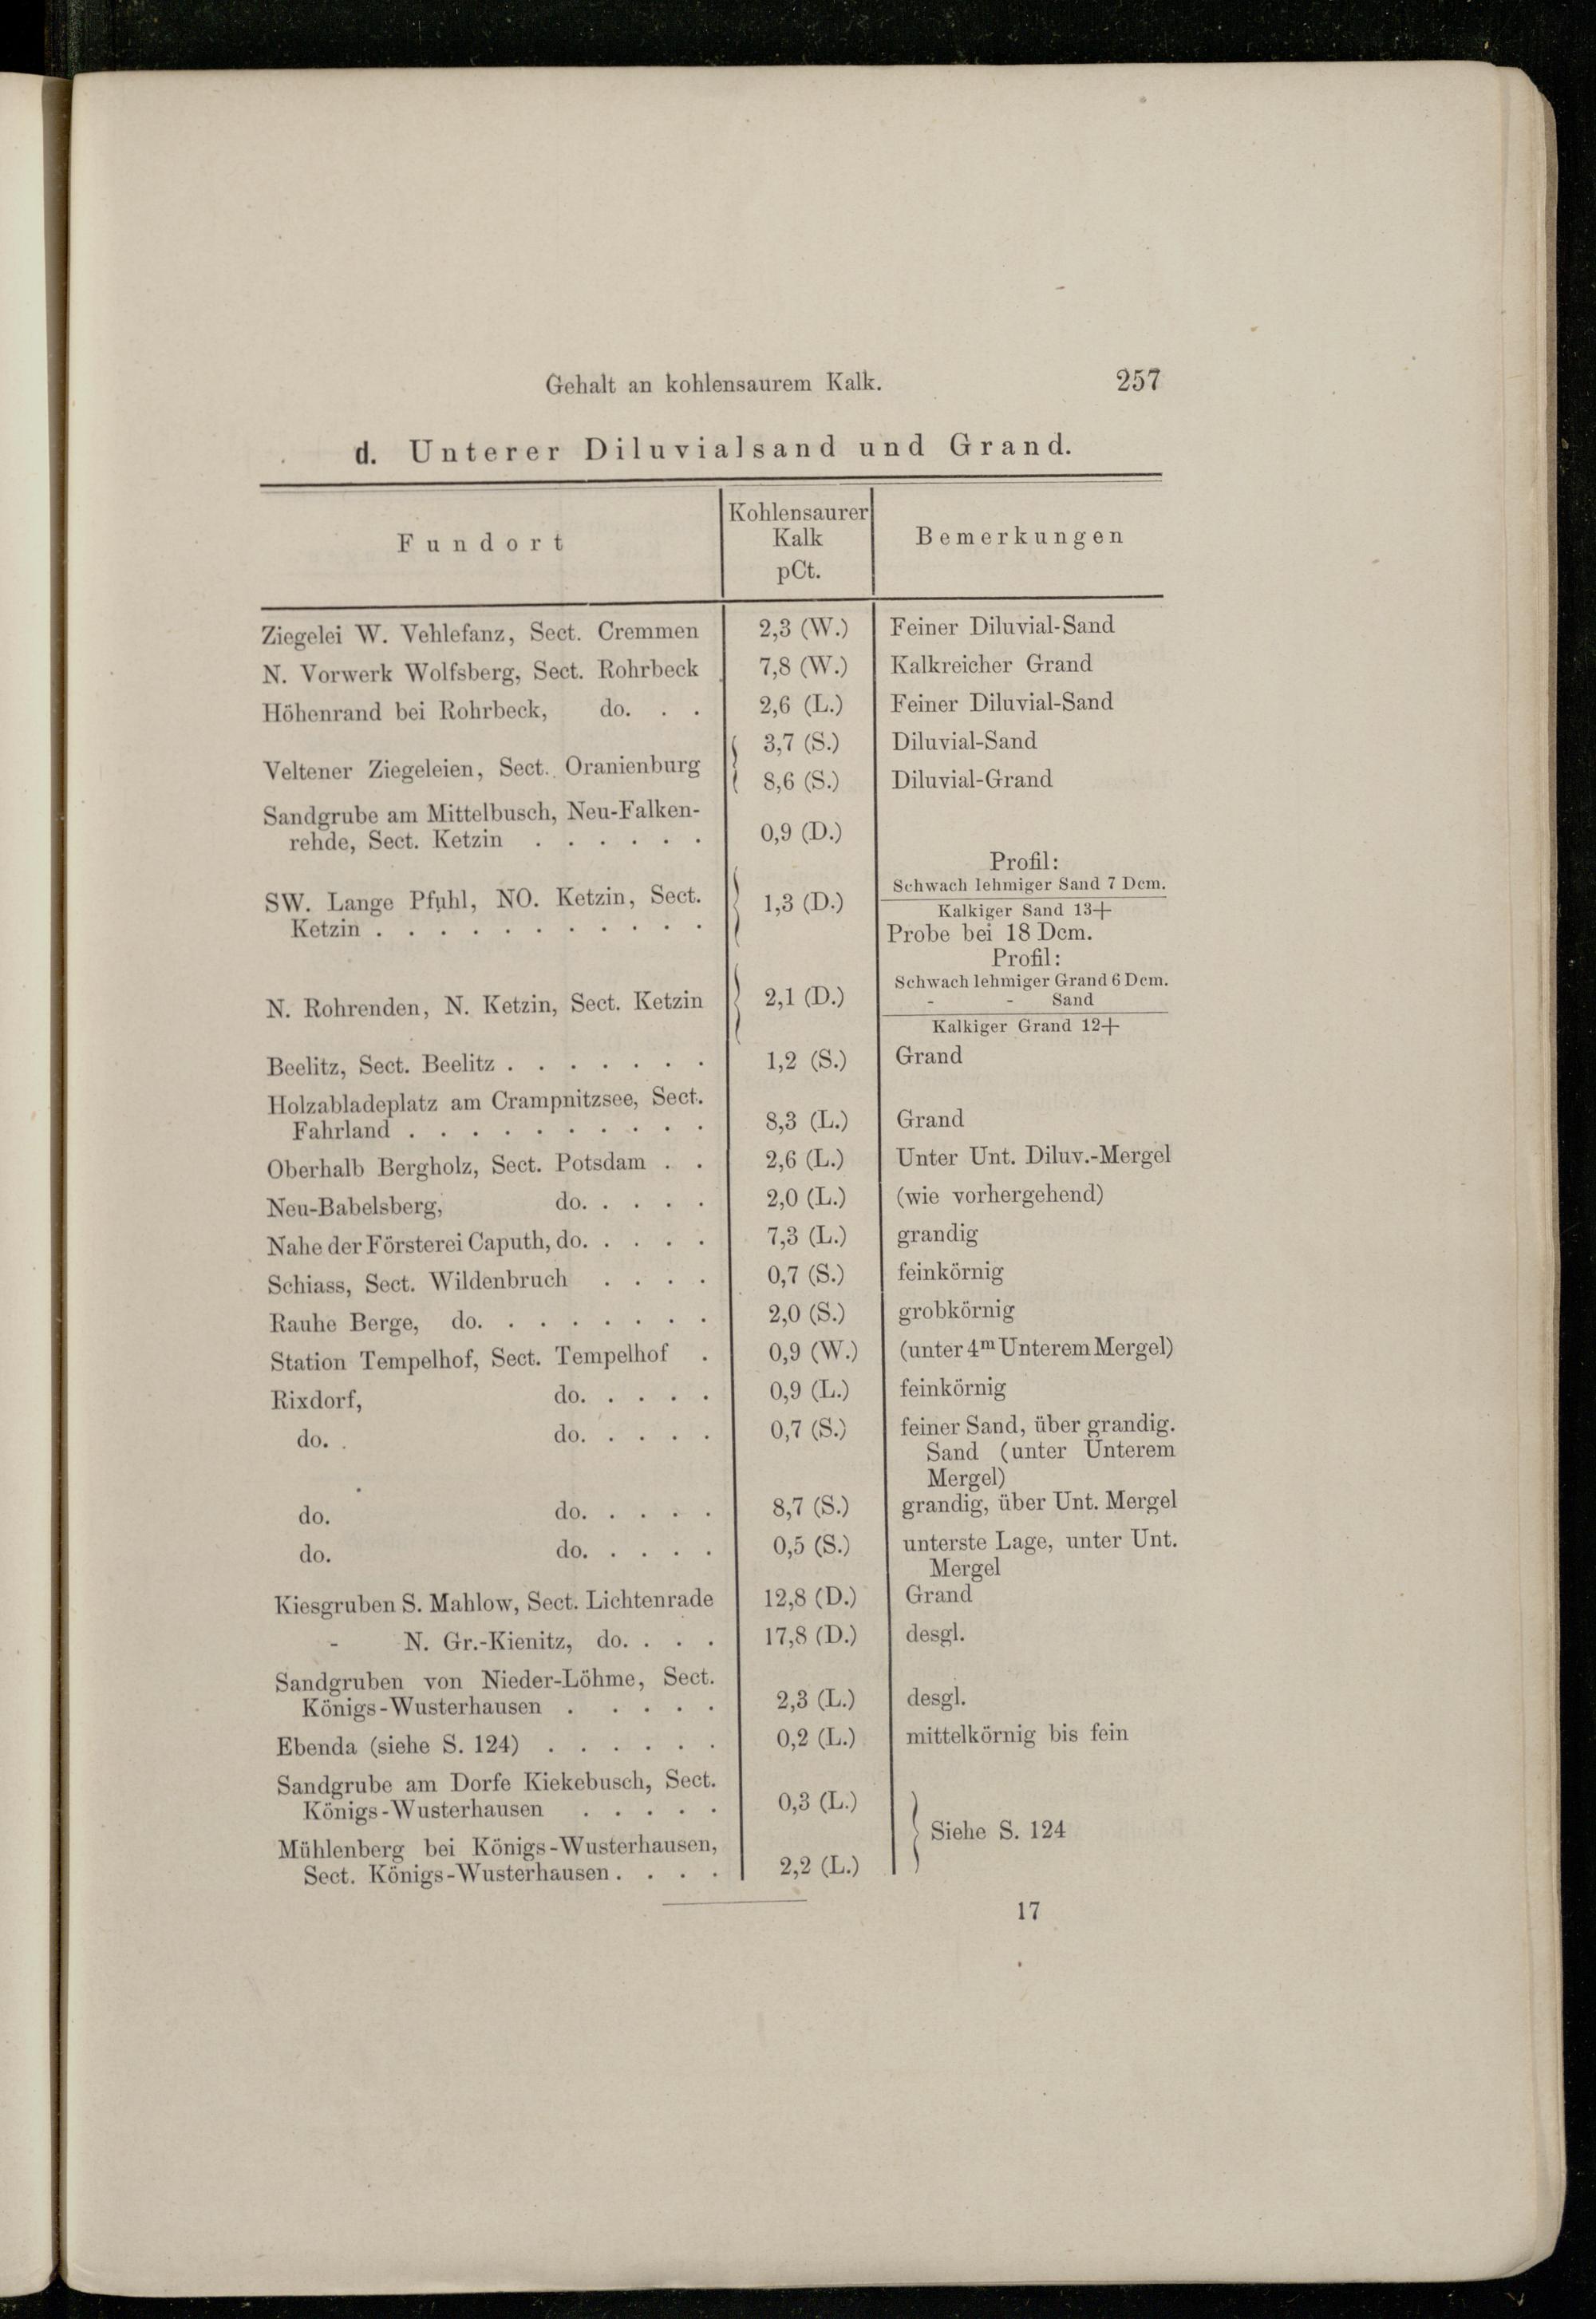 Gehalt an kohlensaurem Kalk. 257
d. Unterer Diluvialsand und Grand.
Fundort | Kohlensaurer Kalk pCt. | Bemerkungen
Ziegelei W. Vehlefanz, Sect. Cremmen | 2,3 (W.) | Feiner Diluvial-Sand
N. Vorwerk Wolfsberg, Sect. Rohrbeck | 7,8 (W.) | Kalkreicher Grand
Höhenrand bei Rohrbeck, do. . . | 2,6 (L.) | Feiner Diluvial-Sand
Veltener Ziegeleien, Sect. Oranienburg { 3,7 (S.) | Diluvial-Sand
{ 8,6 (S.) | Diluvial-Grand
Sandgrube am Mittelbusch, Neu-Falken-
rehde, Sect. Ketzin . . . . . . | 0,9 (D.)
SW. Lange Pfuhl, NO. Ketzin, Sect.
Ketzin . . . . . . . . . . . } 1,3 (D.) | Profil:
Schwach lehmiger Sand 7 Dcm.
Kalkiger Sand 13+
Probe bei 18 Dcm.
N. Rohrenden, N. Ketzin, Sect. Ketzin } 2,1 (D.) | Profil:
Schwach lehmiger Grand 6 Dcm.
- - Sand
Kalkiger Grand 12+
Beelitz, Sect. Beelitz . . . . . . . | 1,2 (S.) | Grand
Holzabladeplatz am Crampnitzsee, Sect.
Fahrland . . . . . . . . . . | 8,3 (L.) | Grand
Oberhalb Bergholz, Sect. Potsdam . . | 2,6 (L.) | Unter Unt. Diluv.-Mergel
Neu-Babelsberg, do. . . . . | 2,0 (L.) | (wie vorhergehend)
Nahe der Försterei Caputh, do. . . . . | 7,3 (L.) | grandig
Schiass, Sect. Wildenbruch . . . . | 0,7 (S.) | feinkörnig
Rauhe Berge, do. . . . . . . . | 2,0 (S.) | grobkörnig
Station Tempelhof, Sect. Tempelhof . | 0,9 (W.) | (unter 4m Unterem Mergel)
Rixdorf, do. . . . . | 0,9 (L.) | feinkörnig
do. do. . . . . | 0,7 (S.) | feiner Sand, über grandig.
Sand (unter Unterem
Mergel)
do. do. . . . . | 8,7 (S.) | grandig, über Unt. Mergel
do. do. . . . . | 0,5 (S.) | unterste Lage, unter Unt.
Mergel
Kiesgruben S. Mahlow, Sect. Lichtenrade | 12,8 (D.) | Grand
- N. Gr.-Kienitz, do. . . . | 17,8 (D.) | desgl.
Sandgruben von Nieder-Löhme, Sect.
Königs-Wusterhausen . . . . . | 2,3 (L.) | desgl.
Ebenda (siehe S. 124) . . . . . . | 0,2 (L.) | mittelkörnig bis fein
Sandgrube am Dorfe Kiekebusch, Sect.
Königs-Wusterhausen . . . . . | 0,3 (L.)
} Siehe S. 124
Mühlenberg bei Königs-Wusterhausen,
Sect. Königs-Wusterhausen . . . . | 2,2 (L.)
17